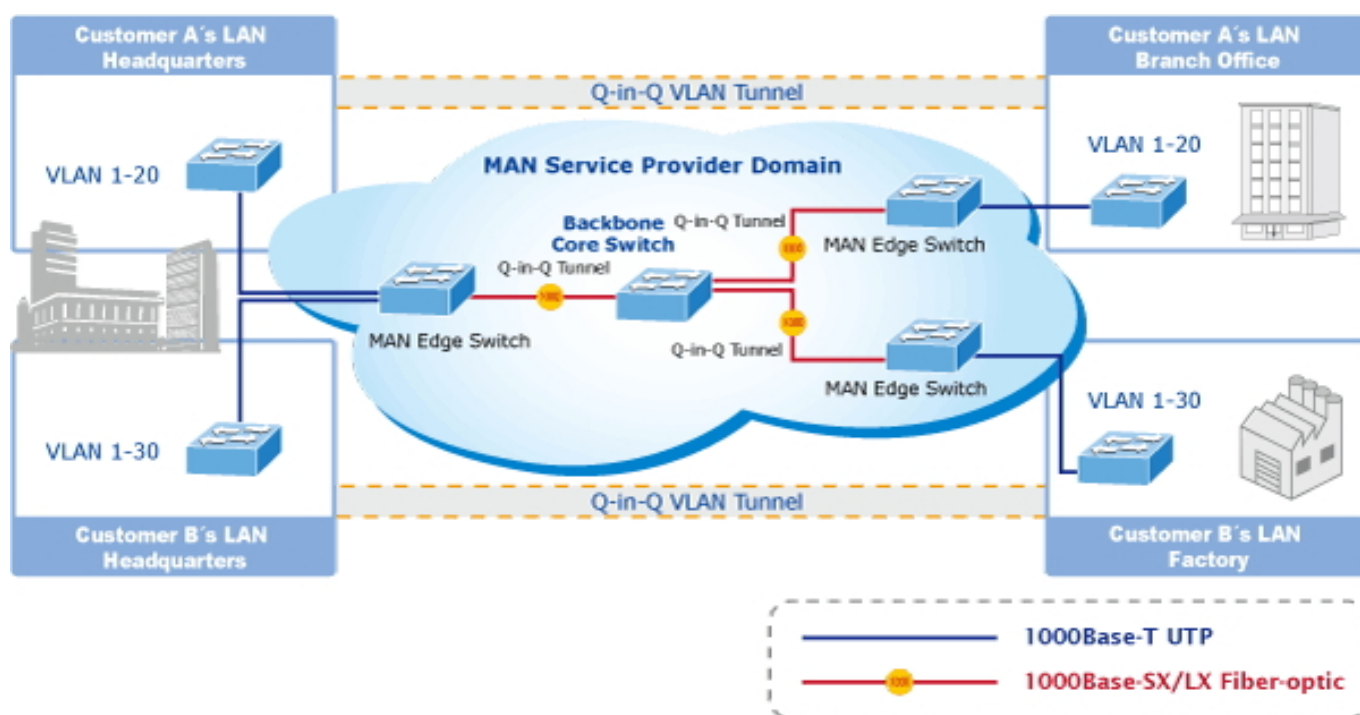 Customer A´s LAN
Headquarters
Customer A´s LAN
Branch Office
Q-in-Q VLAN Tunnel
VLAN 1-20
MAN Service Provider Domain
VLAN 1-20
Backbone
Core Switch
Q-in-Q Tunnel
MAN Edge Switch
Q-in-Q Tunnel
MAN Edge Switch
Q-in-Q Tunnel
MAN Edge Switch
VLAN 1-30
VLAN 1-30
Q-in-Q VLAN Tunnel
Customer B´s LAN
Headquarters
Customer B´s LAN
Factory
1000Base-T UTP
1000Base-SX/LX Fiber-optic